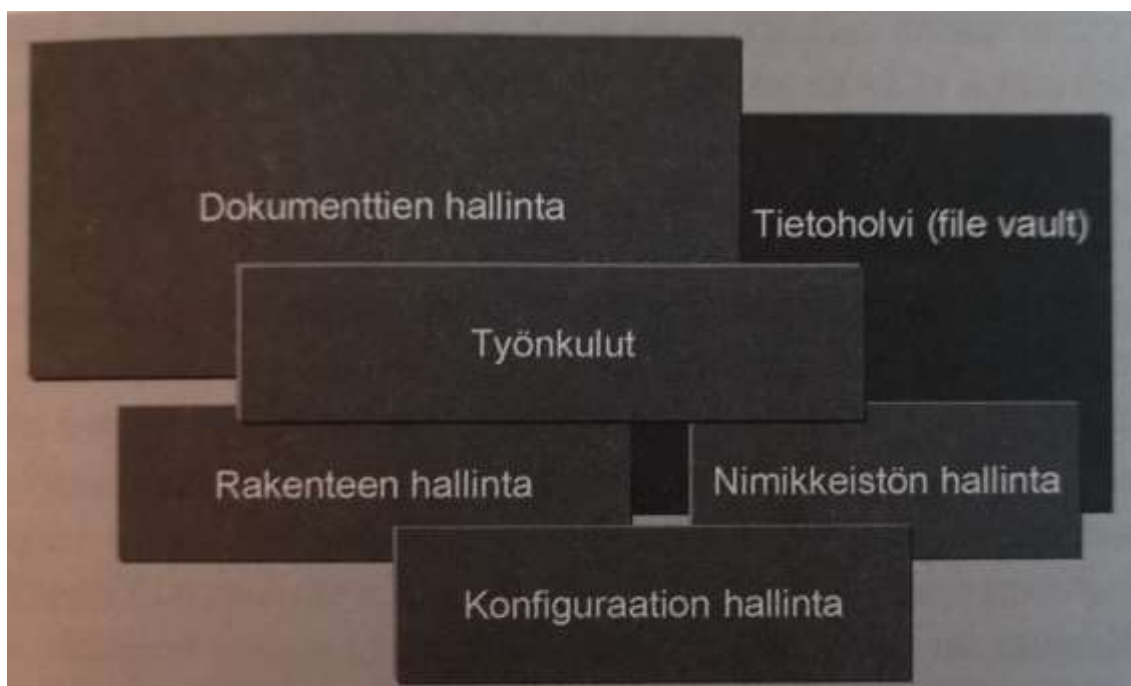 Dokumenttien hallinta
Tietoholvi (file vault)
Työnkulut
Rakenteen hallinta
Nimikkeistön hallinta
Konfiguraation hallinta